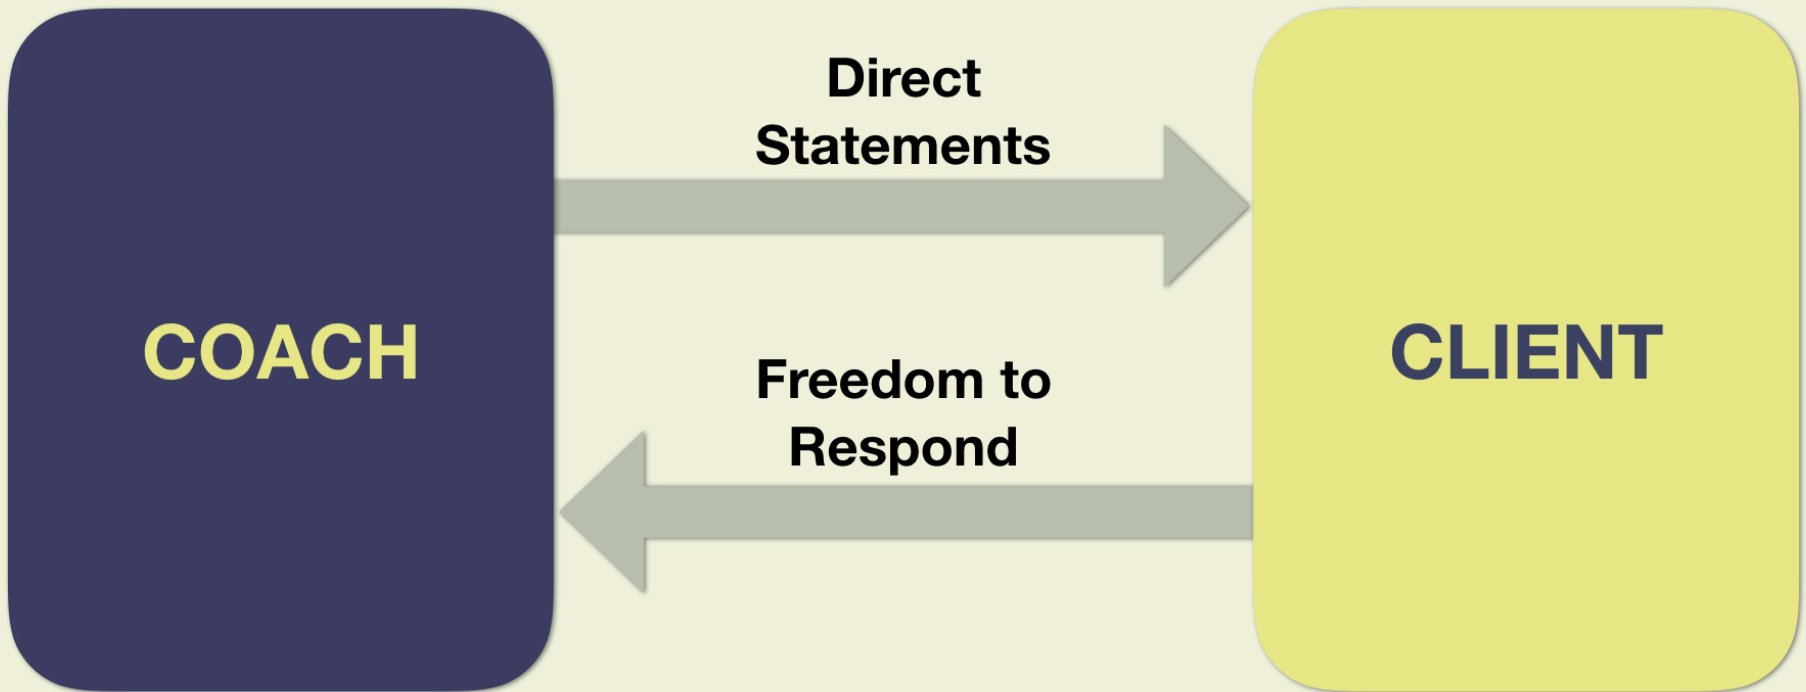 COACH
Direct
Statements
Freedom to
Respond
CLIENT